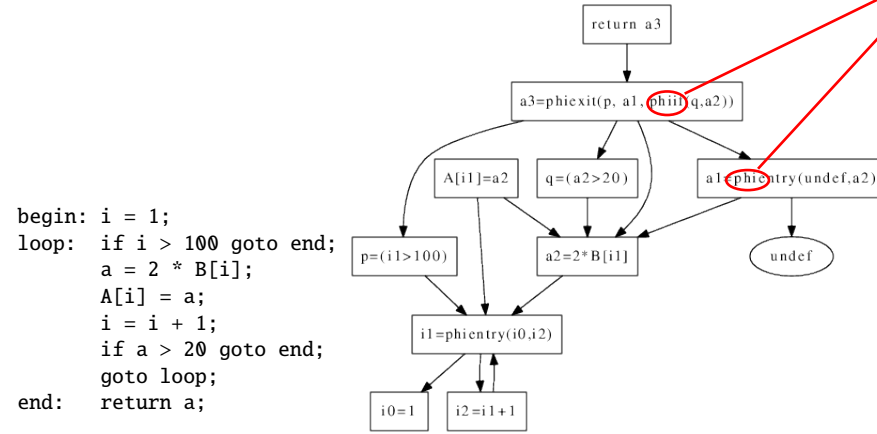 begin: i = 1;
loop: if i > 100 goto end;
a = 2 * B[i];
A[i] = a;
i = i + 1;
if a > 20 goto end;
goto loop;
end: return a;
return a3
a3=phiexit(p, a1, phiif(q,a2))
A[i1]=a2
q=(a2>20)
a1=phientry(undef,a2)
p=(i1>100)
a2=2*B[i1]
undef
i1=phientry(i0,i2)
i0=1
i2=i1+1